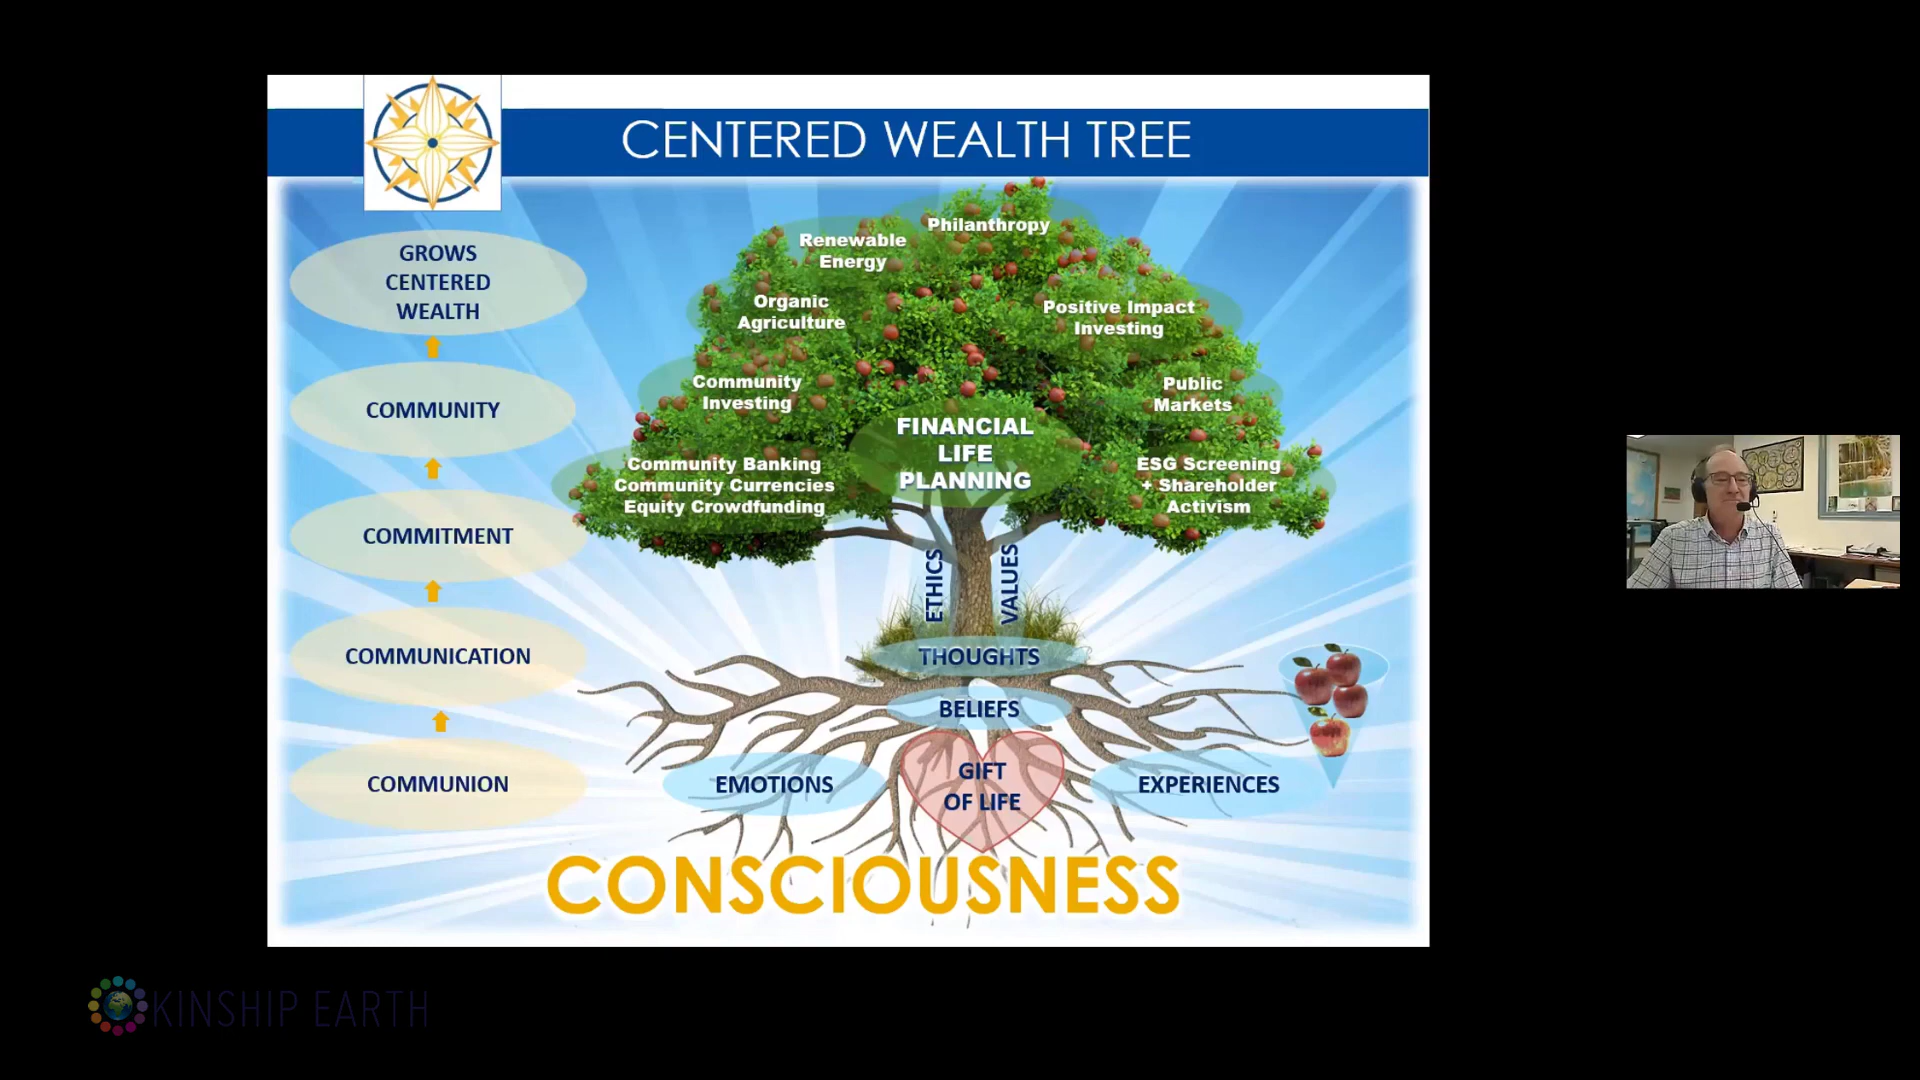 CENTERED WEALTH TREE
GROWS
CENTERED
WEALTH
COMMUNITY
COMMITMENT
COMMUNICATION
COMMUNION
Philanthropy
Renewable
Energy
Organic
Agriculture
Positive Impact
Investing
Community
Investing
Public
Markets
FINANCIAL
LIFE
PLANNING
Community Banking
Community Currencies
Equity Crowdfunding
ESG Screening
+ Shareholder
Activism
ETHICS
VALUES
THOUGHTS
BELIEFS
EMOTIONS
GIFT
OF LIFE
EXPERIENCES
CONSCIOUSNESS
KINSHIP EARTH